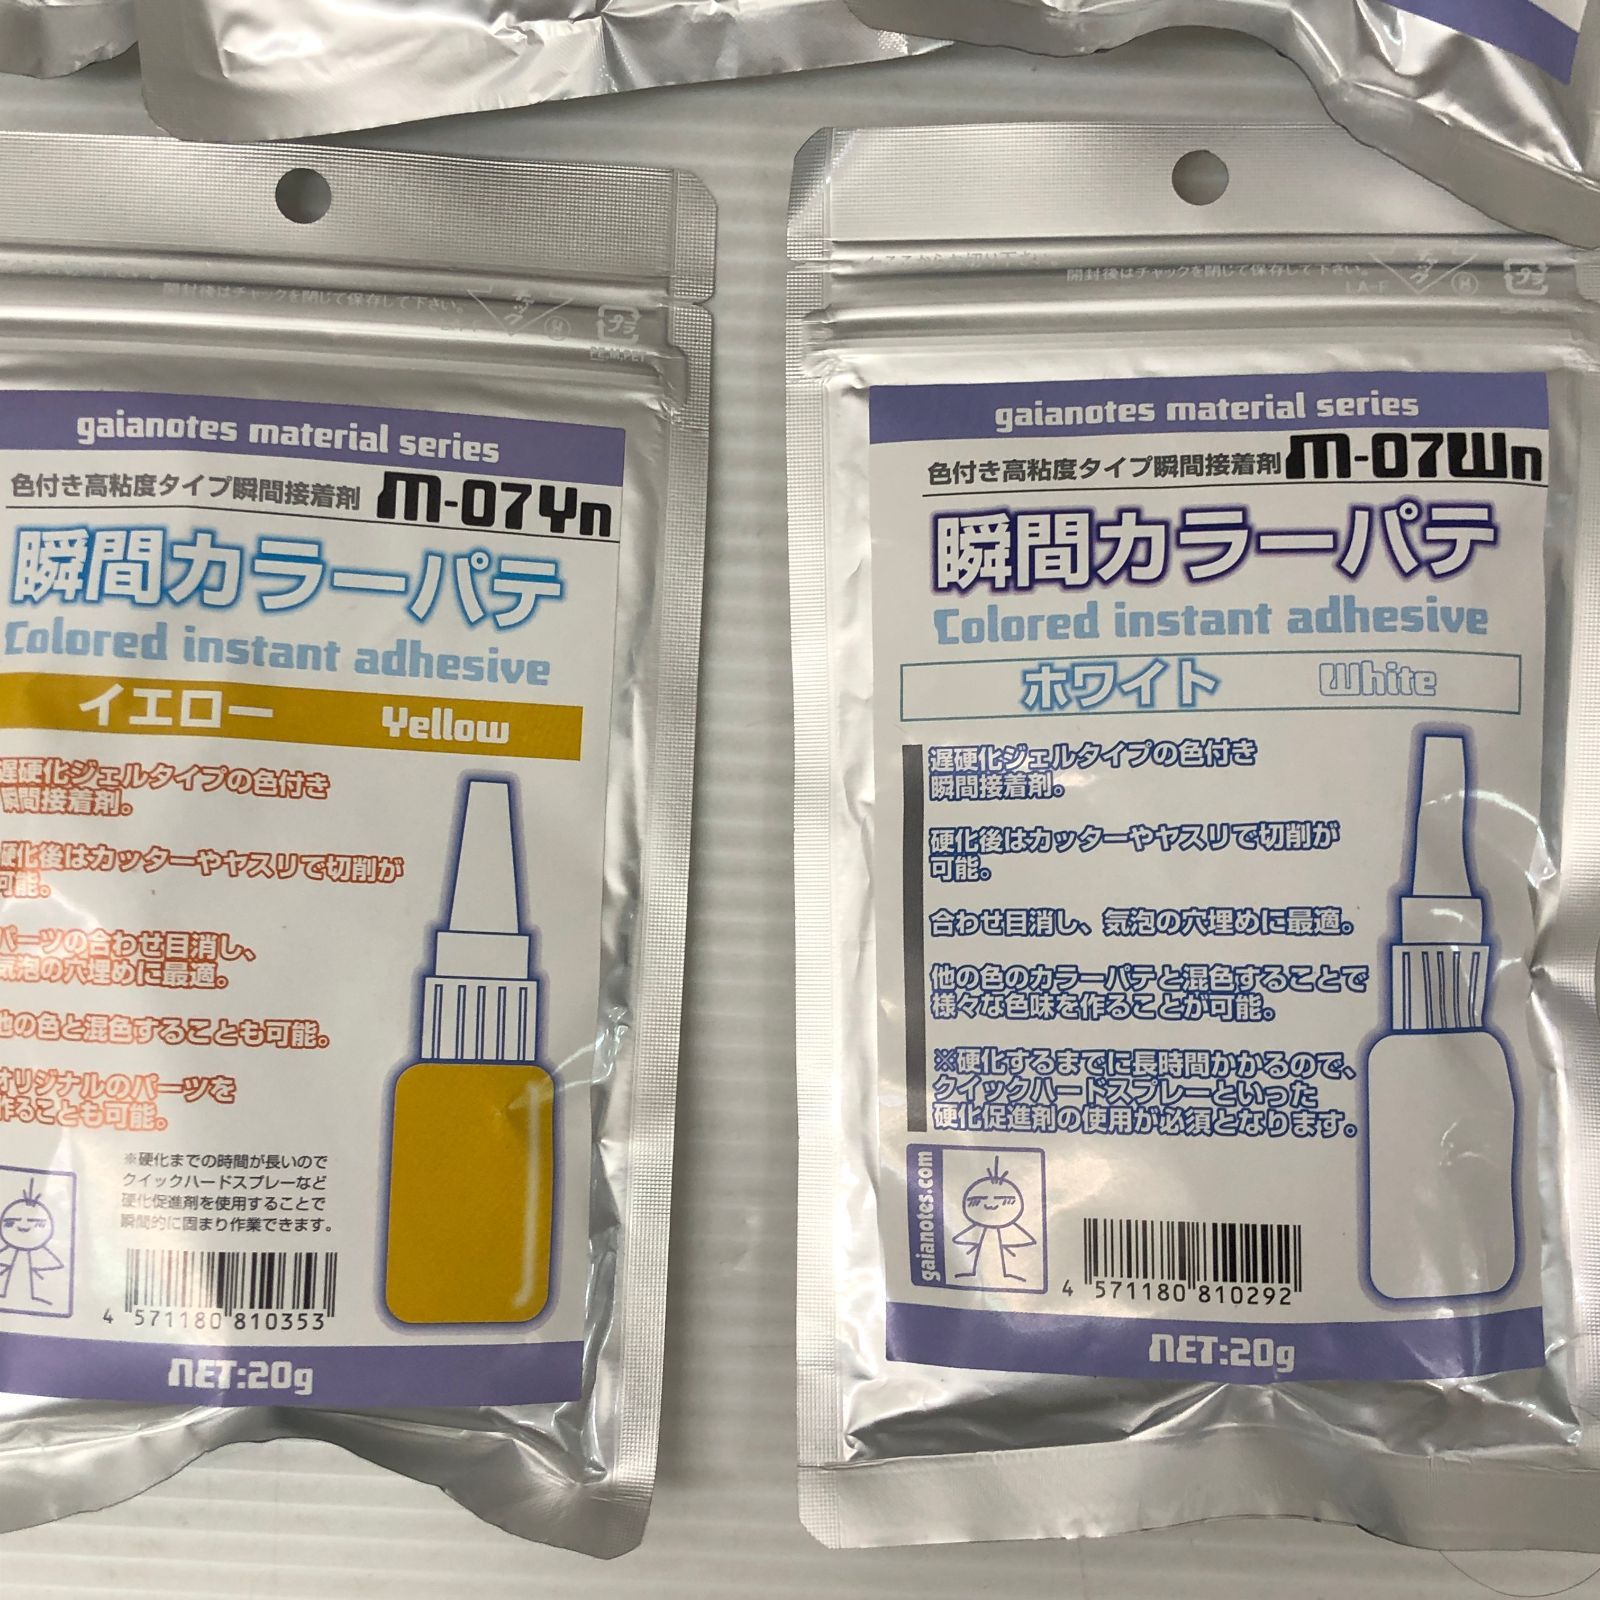 開封後はチャックを閉じて保存して下さい。
プラ
PE,M,PET
gaianotes material series
色付き高粘度タイプ瞬間接着剤 M-07Yn
瞬間カラーパテ
Colored instant adhesive
イエロー Yellow
遅硬化ジェルタイプの色付き
瞬間接着剤。
硬化後はカッターやヤスリで切削が
可能。
パーツの合わせ目消し、
気泡の穴埋めに最適。
他の色と混色することも可能。
オリジナルのパーツを
作ることも可能。
※硬化までの時間が長いので
クイックハードスプレーなど
硬化促進剤を使用することで
瞬間的に固まり作業できます。
4 571180 810353
NET:20g
開封後はチャックを閉じて保存して下さい。
LA-F
プラ
gaianotes material series
色付き高粘度タイプ瞬間接着剤 M-07Wn
瞬間カラーパテ
Colored instant adhesive
ホワイト White
遅硬化ジェルタイプの色付き
瞬間接着剤。
硬化後はカッターやヤスリで切削が
可能。
合わせ目消し、気泡の穴埋めに最適。
他の色のカラーパテと混色することで
様々な色味を作ることが可能。
※硬化するまでに長時間かかるので、
クイックハードスプレーといった
硬化促進剤の使用が必須となります。
gaianotes.com
4 571180 810292
NET:20g